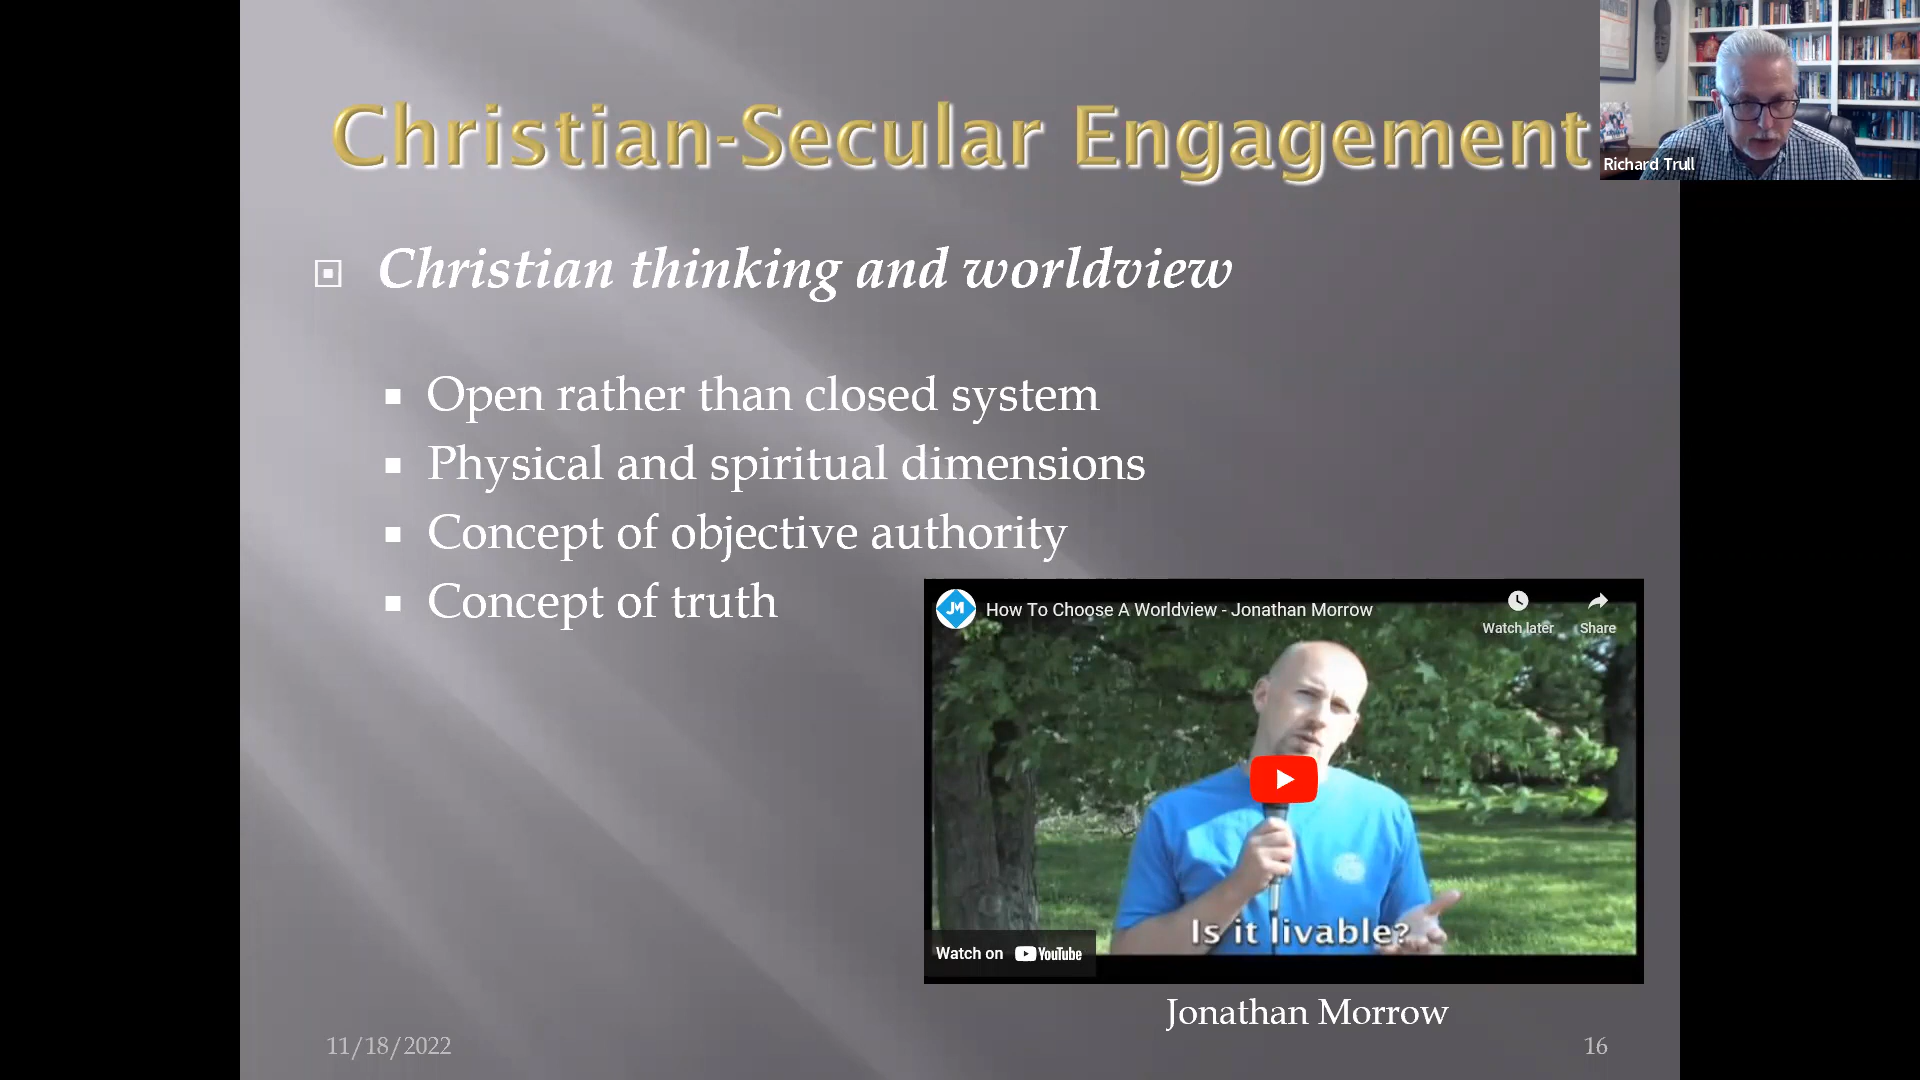 Christian-Secular Engagement
Richard Trull
Christian thinking and worldview
Open rather than closed system
Physical and spiritual dimensions
Concept of objective authority
Concept of truth
JM
How To Choose A Worldview - Jonathan Morrow
Watch later
Share
Is it livable?
Watch on YouTube
Jonathan Morrow
11/18/2022
16